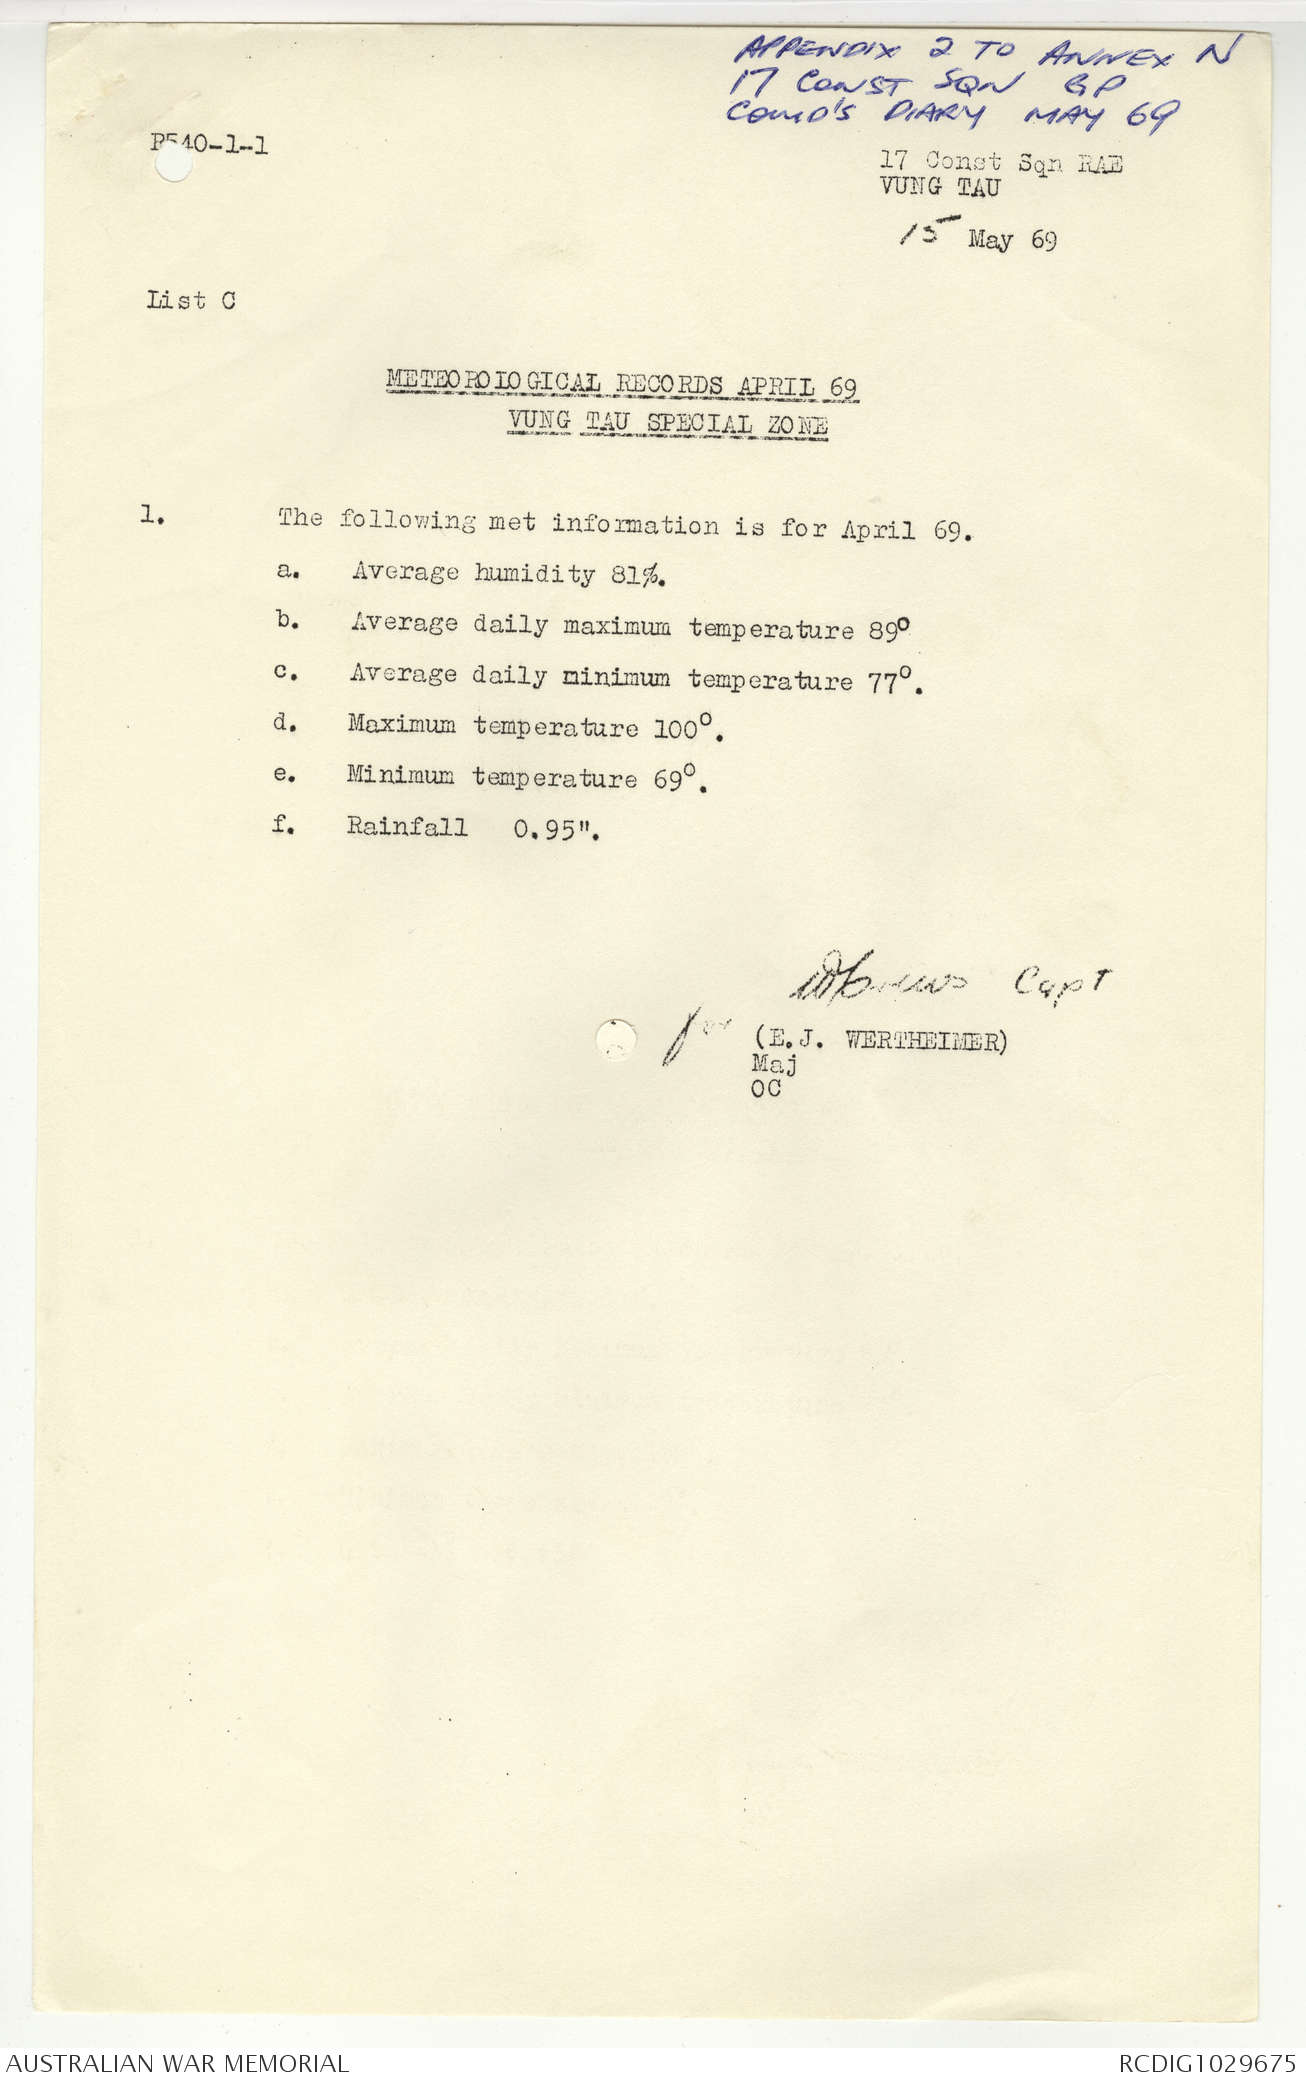 APPENDIX 2 TO ANNEX N
17 CONST SQN GP
COMD'S DIARY MAY 69
R540-1-1
17 Const Sqn RAE
VUNG TAU
15 May 69
List C
METEOROLOGICAL RECORDS APRIL 69
VUNG TAU SPECIAL ZONE
1. The following met information is for April 69.
a. Average humidity 81%.
b. Average daily maximum temperature 89°
c. Average daily minimum temperature 77°.
d. Maximum temperature 100°.
e. Minimum temperature 69°.
f. Rainfall 0.95".
Capt
for (E.J. WERTHEIMER)
Maj
OC
AUSTRALIAN WAR MEMORIAL
RCDIG1029675